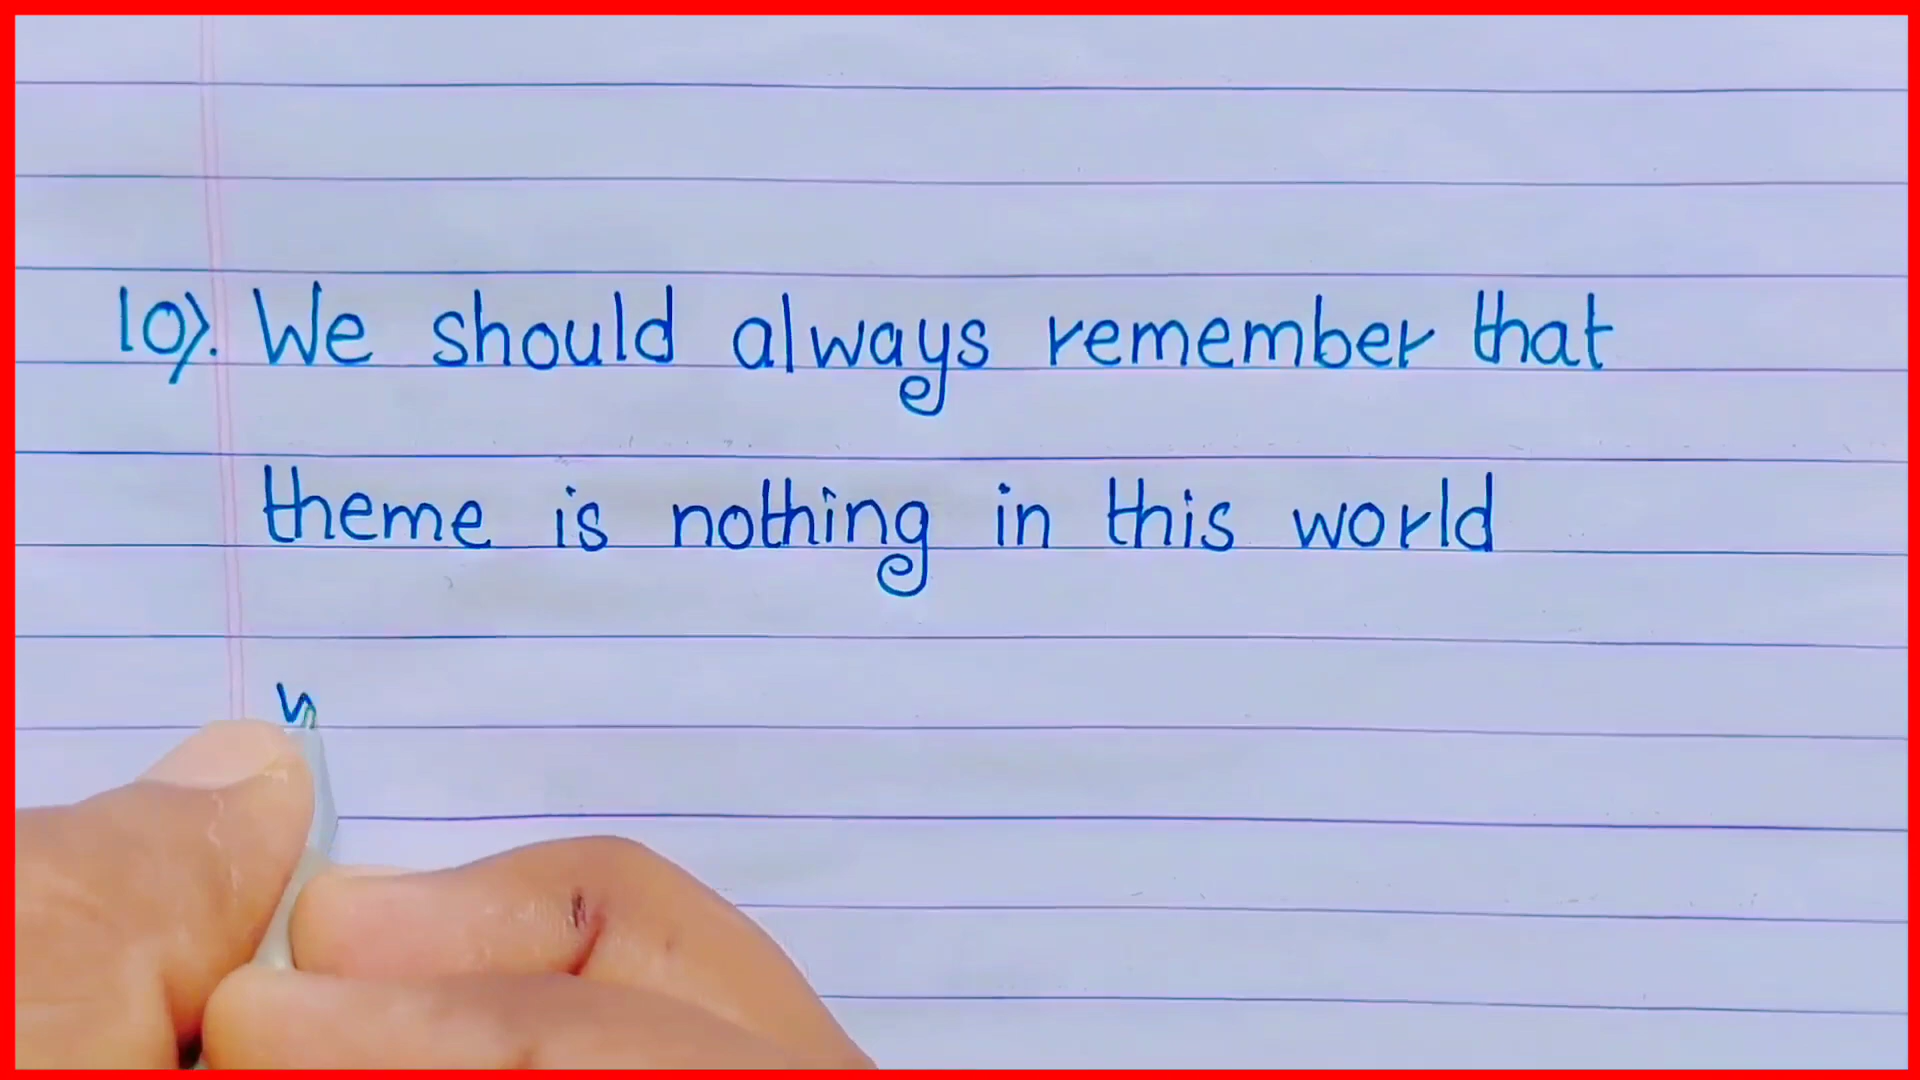 10). We should always remember that
theme is nothing in this world